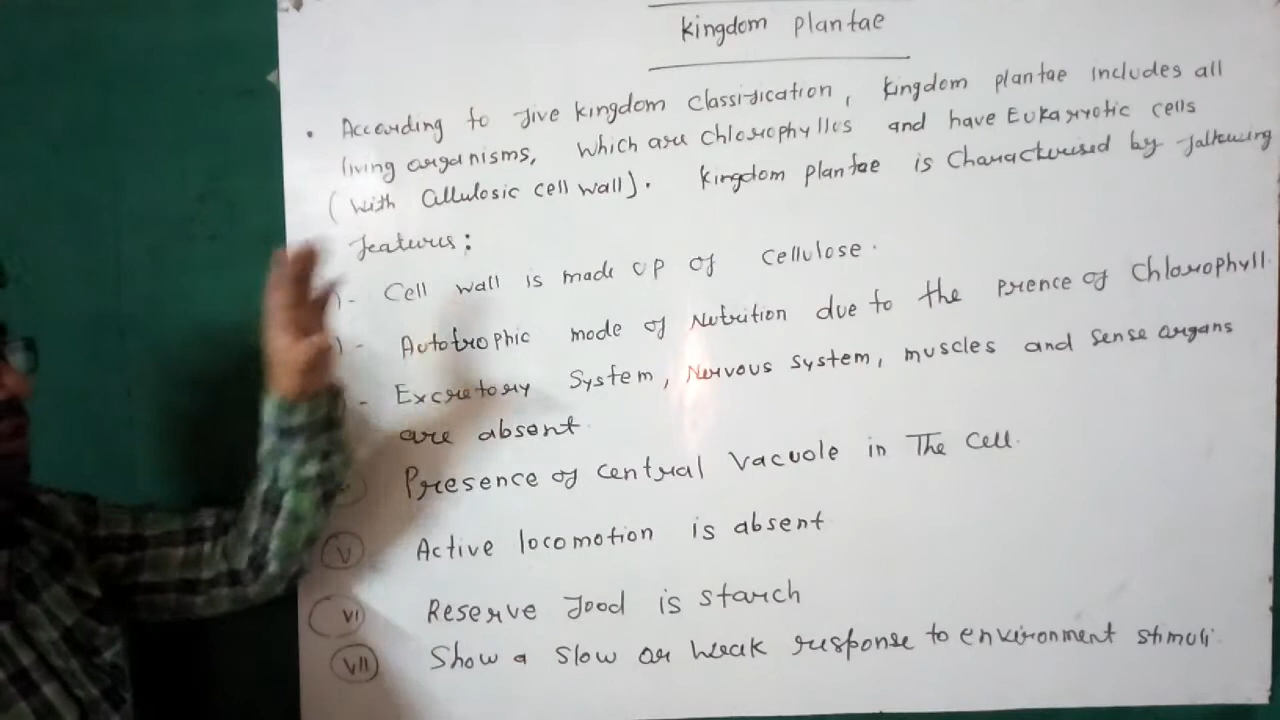 Kingdom plantae
• According to five kingdom classification, Kingdom plantae includes all
living organisms, which are chlorophyllus and have Eukaryotic cells
(with Cellulosic cell wall). Kingdom plantae is Characterised by following
features:
)- Cell wall is made up of cellulose.
)- Autotrophic mode of Nutrition due to the prence of Chlorophyll.
)- Excretory System, Nervous system, muscles and sense organs
are absent.
Presence of central vacuole in The cell.
V Active locomotion is absent
VI Reserve food is starch
VII Show a slow or weak response to environment stimuli.